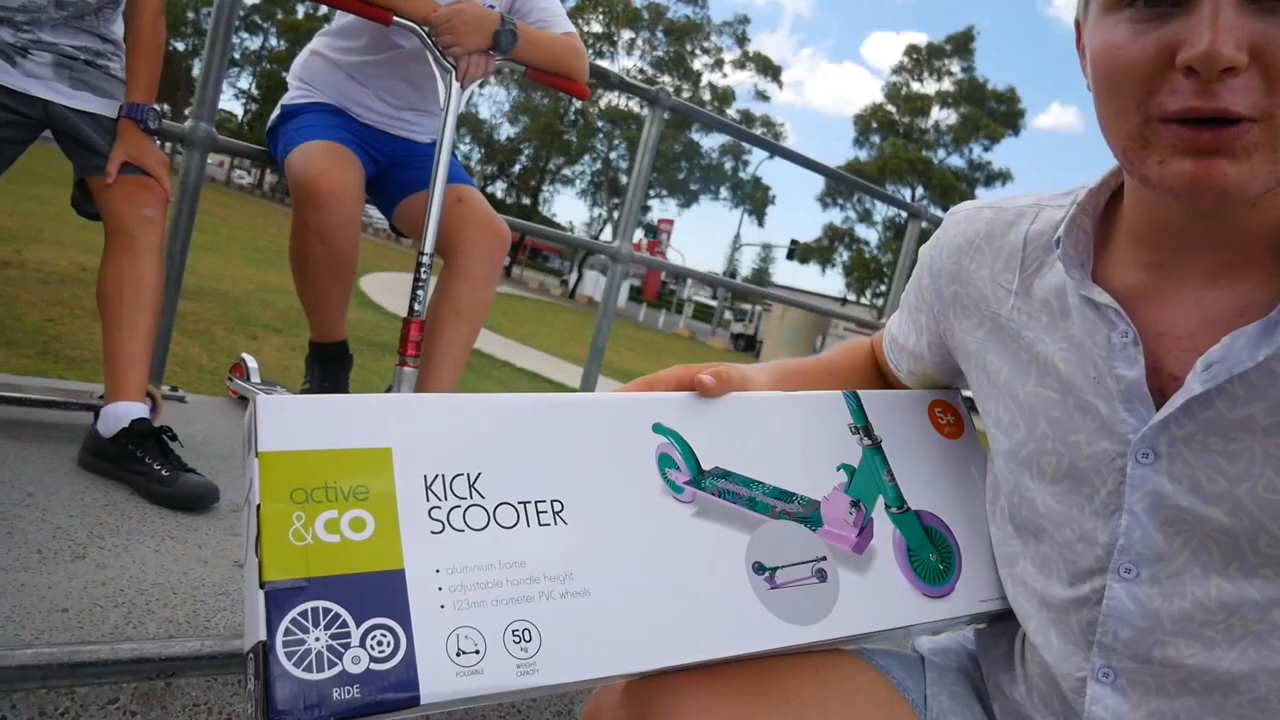 active
&CO
RIDE
KICK
SCOOTER
• aluminium frame
• adjustable handle height
• 123mm diameter PVC wheels
FOLDABLE
50
kg
WEIGHT
CAPACITY
5+